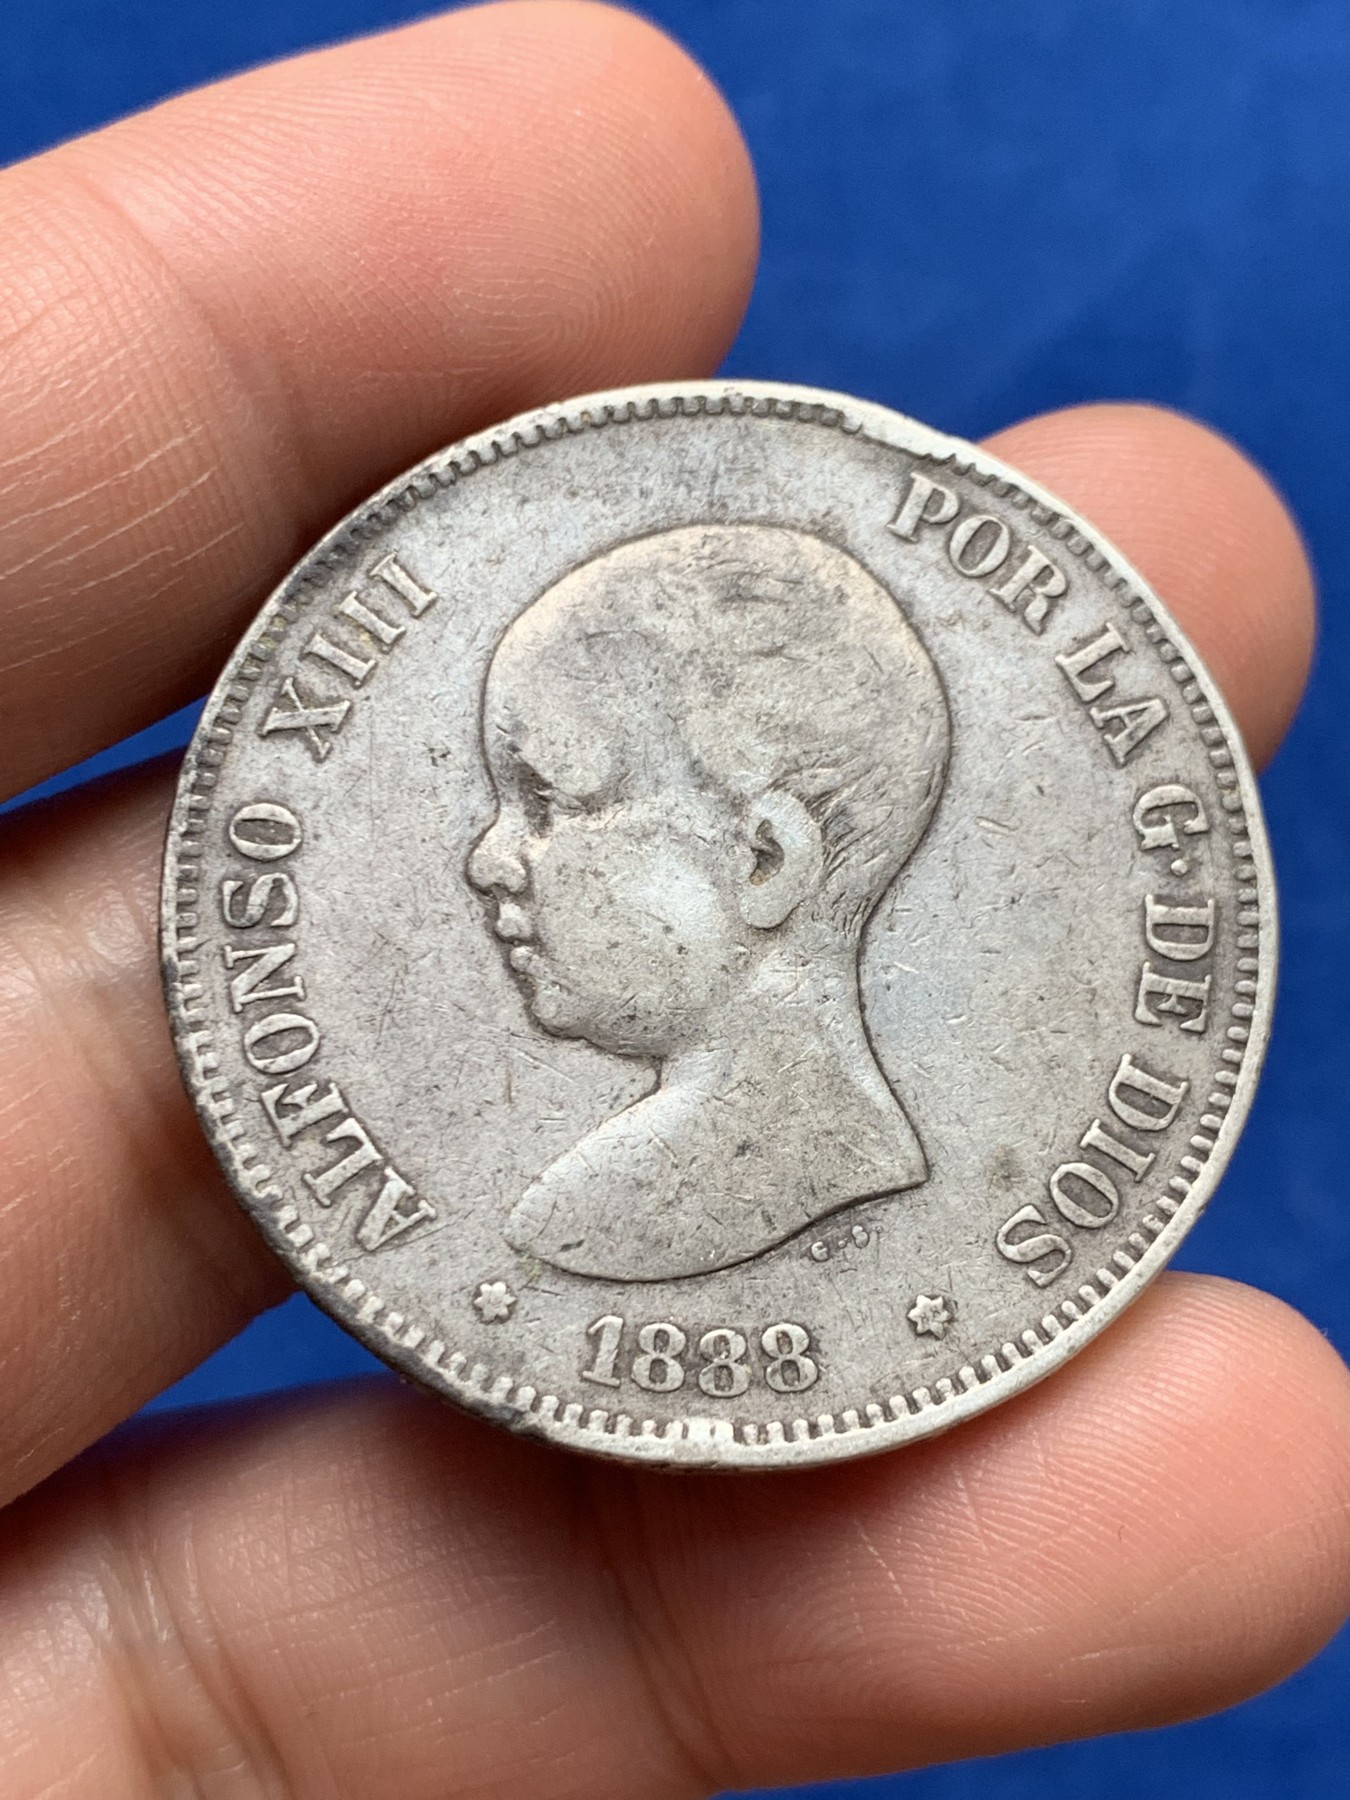 ALFONSO XIII
POR LA G. DE DIOS
G.S.
1888